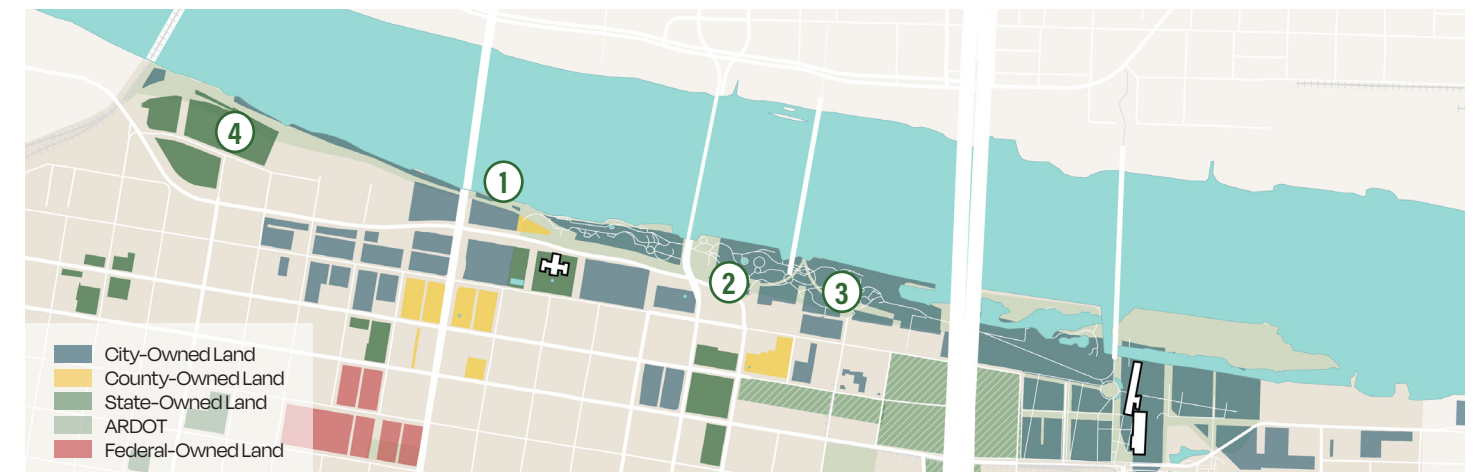 4
1
2
3
City-Owned Land
County-Owned Land
State-Owned Land
ARDOT
Federal-Owned Land